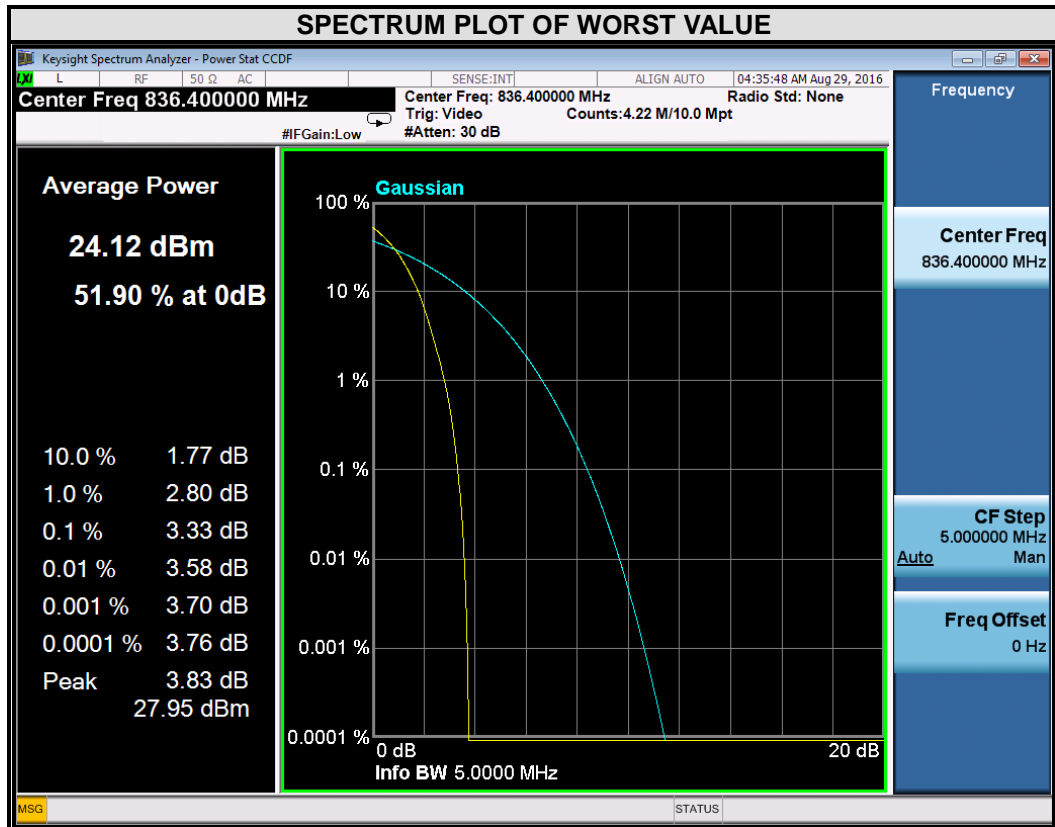 SPECTRUM PLOT OF WORST VALUE
Keysight Spectrum Analyzer - Power Stat CCDF
LXI L RF 50 Ω AC SENSE:INT ALIGN AUTO 04:35:48 AM Aug 29, 2016
Center Freq 836.400000 MHz
#IFGain:Low
Center Freq: 836.400000 MHz Radio Std: None
Trig: Video Counts:4.22 M/10.0 Mpt
#Atten: 30 dB
Average Power
24.12 dBm
51.90 % at 0dB
10.0 % 1.77 dB
1.0 % 2.80 dB
0.1 % 3.33 dB
0.01 % 3.58 dB
0.001 % 3.70 dB
0.0001 % 3.76 dB
Peak 3.83 dB
27.95 dBm
Gaussian
100 %
10 %
1 %
0.1 %
0.01 %
0.001 %
0.0001 %
0 dB 20 dB
Info BW 5.0000 MHz
Frequency
Center Freq
836.400000 MHz
CF Step
5.000000 MHz
Auto Man
Freq Offset
0 Hz
MSG STATUS